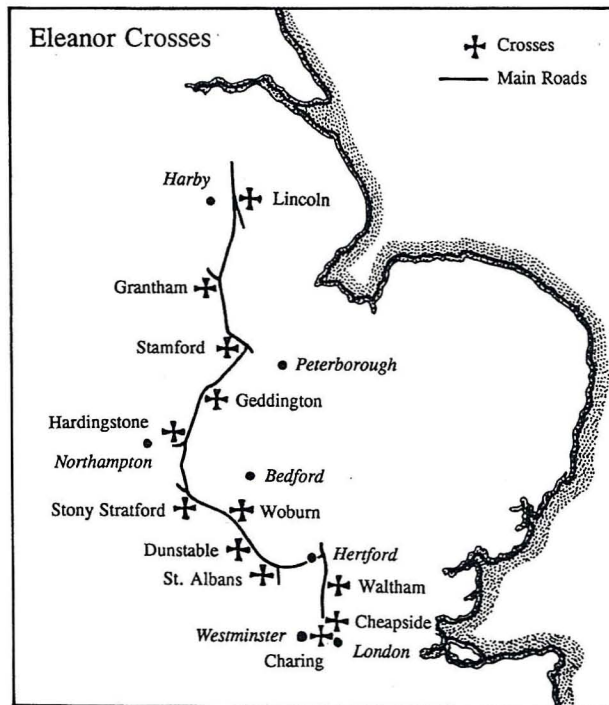 Eleanor Crosses
Crosses
Main Roads
Harby
Lincoln
Grantham
Stamford
Peterborough
Geddington
Hardingstone
Northampton
Bedford
Stony Stratford
Woburn
Dunstable
Hertford
St. Albans
Waltham
Cheapside
Westminster
London
Charing